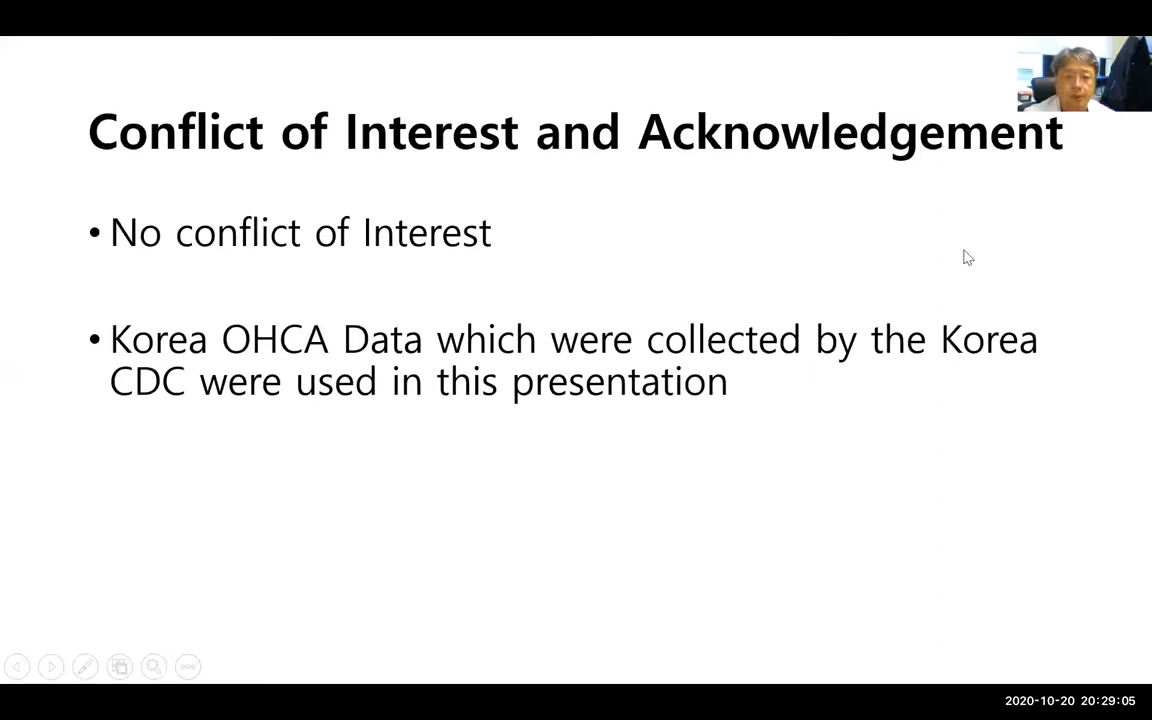 Conflict of Interest and Acknowledgement
• No conflict of Interest
• Korea OHCA Data which were collected by the Korea
CDC were used in this presentation
2020-10-20 20:29:05